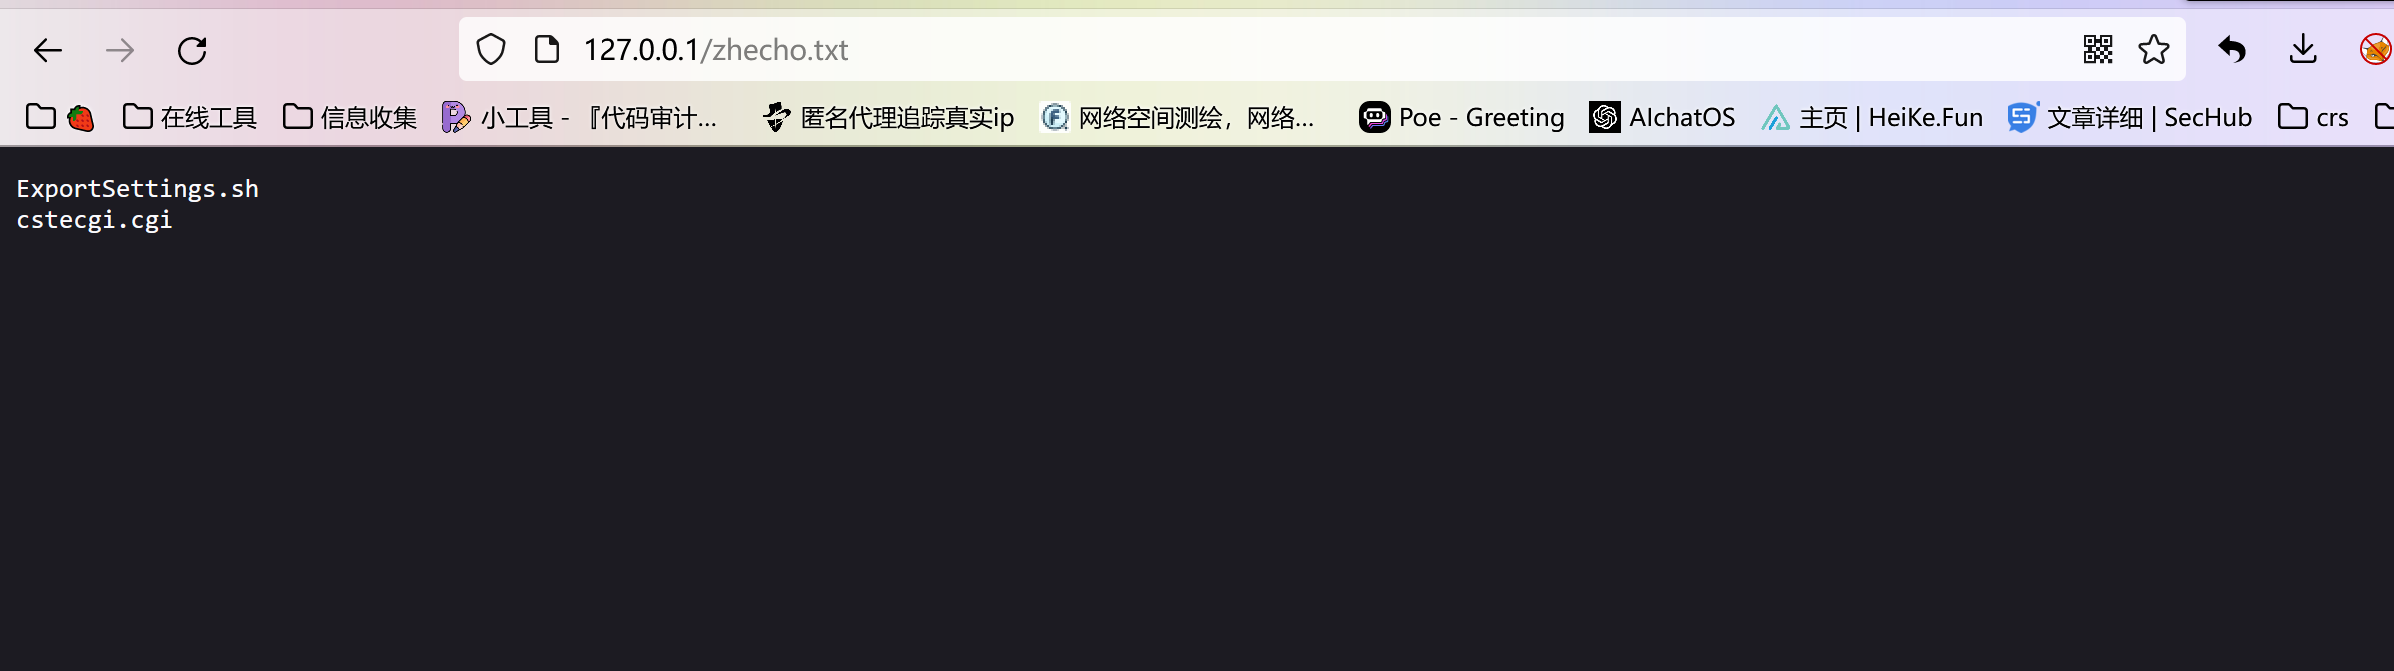 127.0.0.1/zhecho.txt
在线工具 信息收集 小工具 - 『代码审计... 匿名代理追踪真实ip 网络空间测绘，网络... Poe - Greeting AIchatOS 主页 | HeiKe.Fun 文章详细 | SecHub crs
ExportSettings.sh
cstecgi.cgi